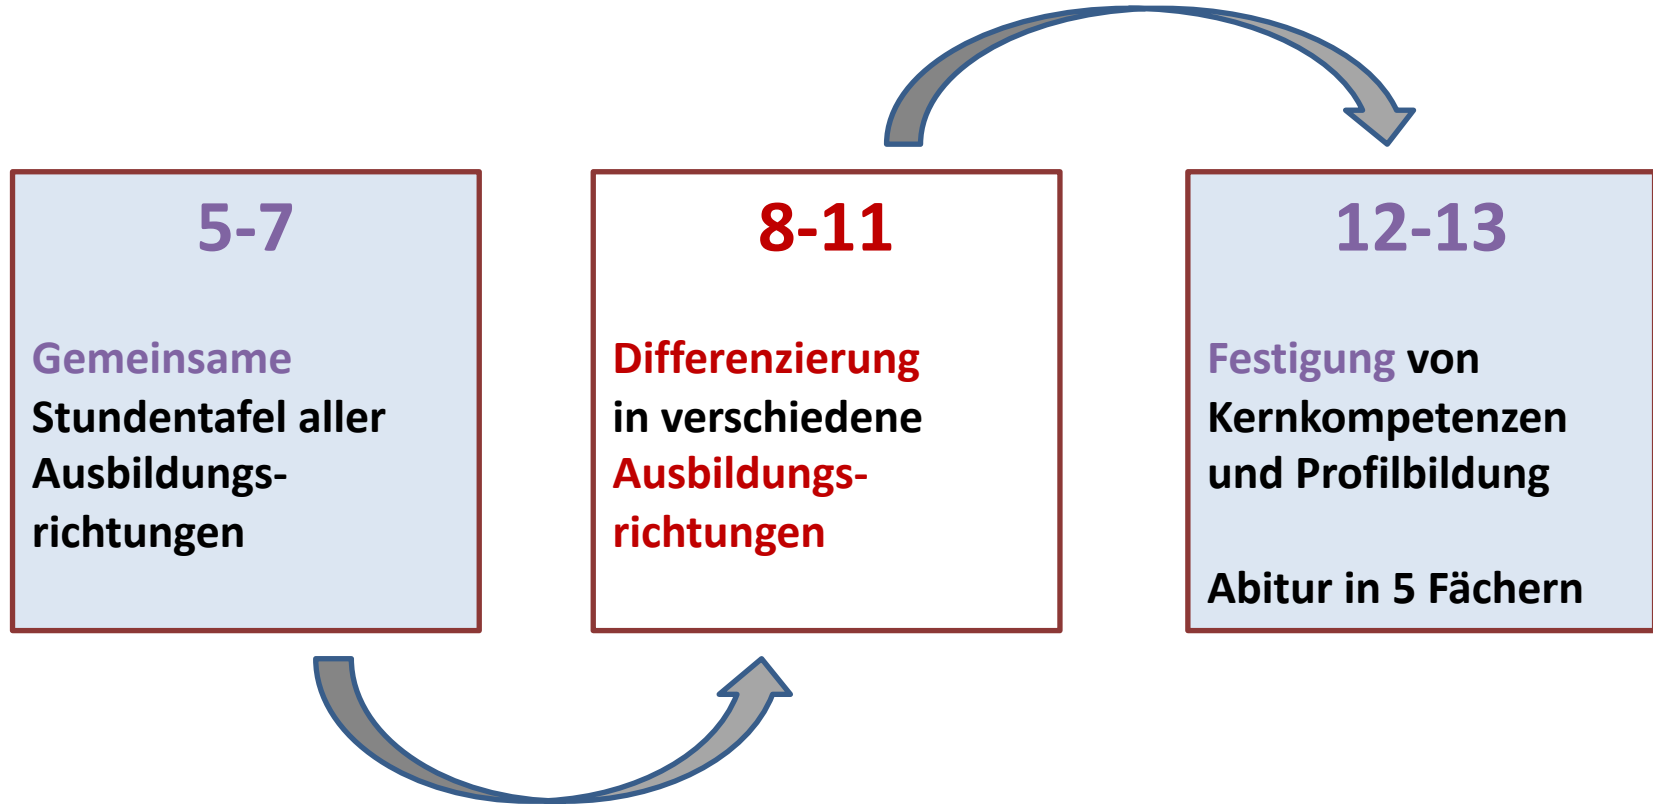 5-7
Gemeinsame
Stundentafel aller
Ausbildungs-
richtungen
8-11
Differenzierung
in verschiedene
Ausbildungs-
richtungen
12-13
Festigung von
Kernkompetenzen
und Profilbildung
Abitur in 5 Fächern